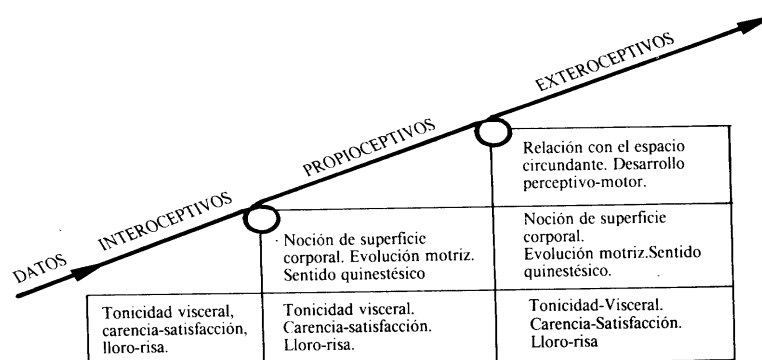 DATOS
INTEROCEPTIVOS
PROPIOCEPTIVOS
EXTEROCEPTIVOS
Relación con el espacio
circundante. Desarrollo
perceptivo-motor.
Noción de superficie
corporal. Evolución motriz.
Sentido quinestésico
Noción de superficie
corporal.
Evolución motriz.Sentido
quinestésico.
Tonicidad visceral,
carencia-satisfacción,
lloro-risa.
Tonicidad visceral.
Carencia-satisfacción.
Lloro-risa.
Tonicidad-Visceral.
Carencia-Satisfacción.
Lloro-risa